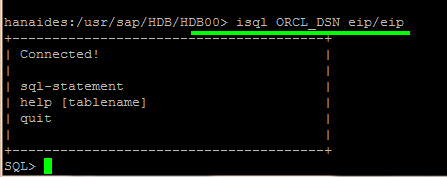 hanaides:/usr/sap/HDB/HDB00> isql ORCL_DSN eip/eip
+---------------------------------------+
| Connected!                            |
|                                       |
| sql-statement                         |
| help [tablename]                      |
| quit                                  |
|                                       |
+---------------------------------------+
SQL>